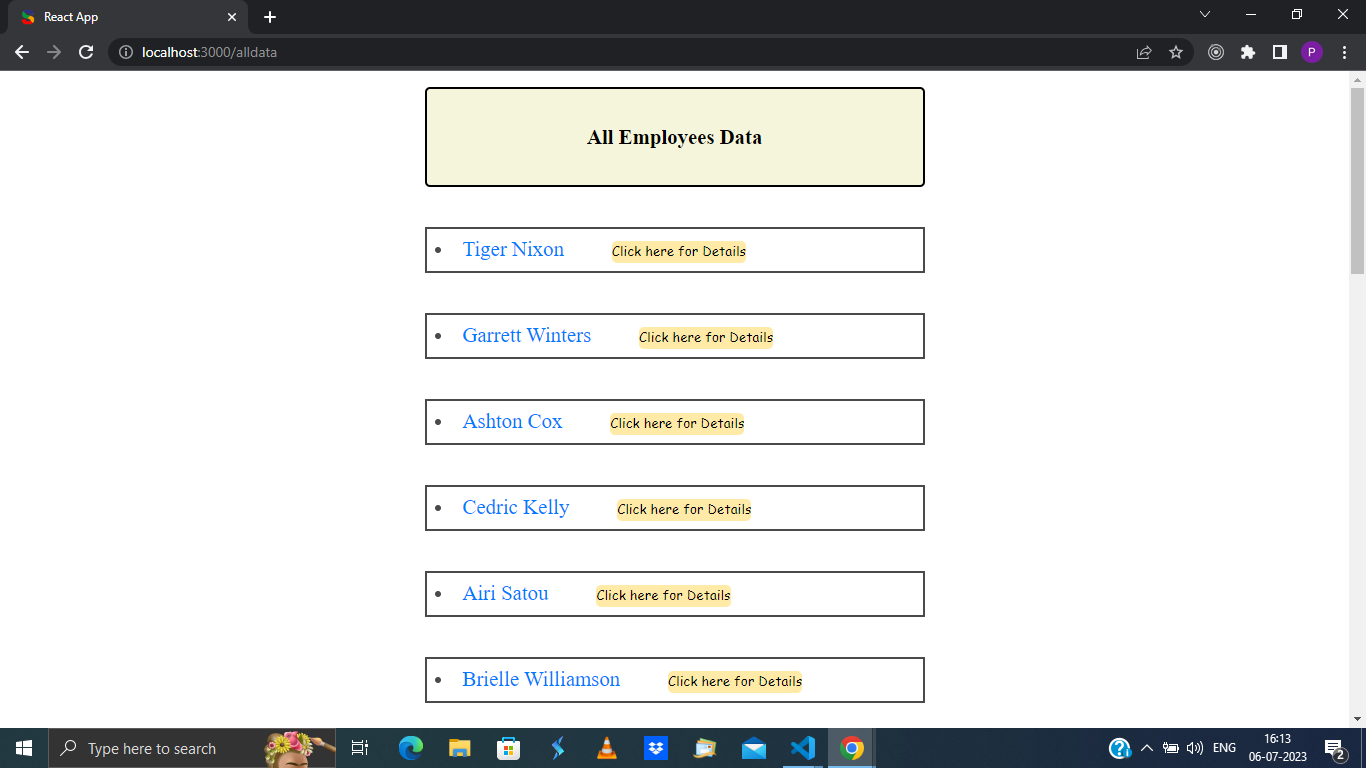 React App
localhost:3000/alldata
P
All Employees Data
Tiger Nixon Click here for Details
Garrett Winters Click here for Details
Ashton Cox Click here for Details
Cedric Kelly Click here for Details
Airi Satou Click here for Details
Brielle Williamson Click here for Details
Type here to search
ENG
16:13
06-07-2023
2